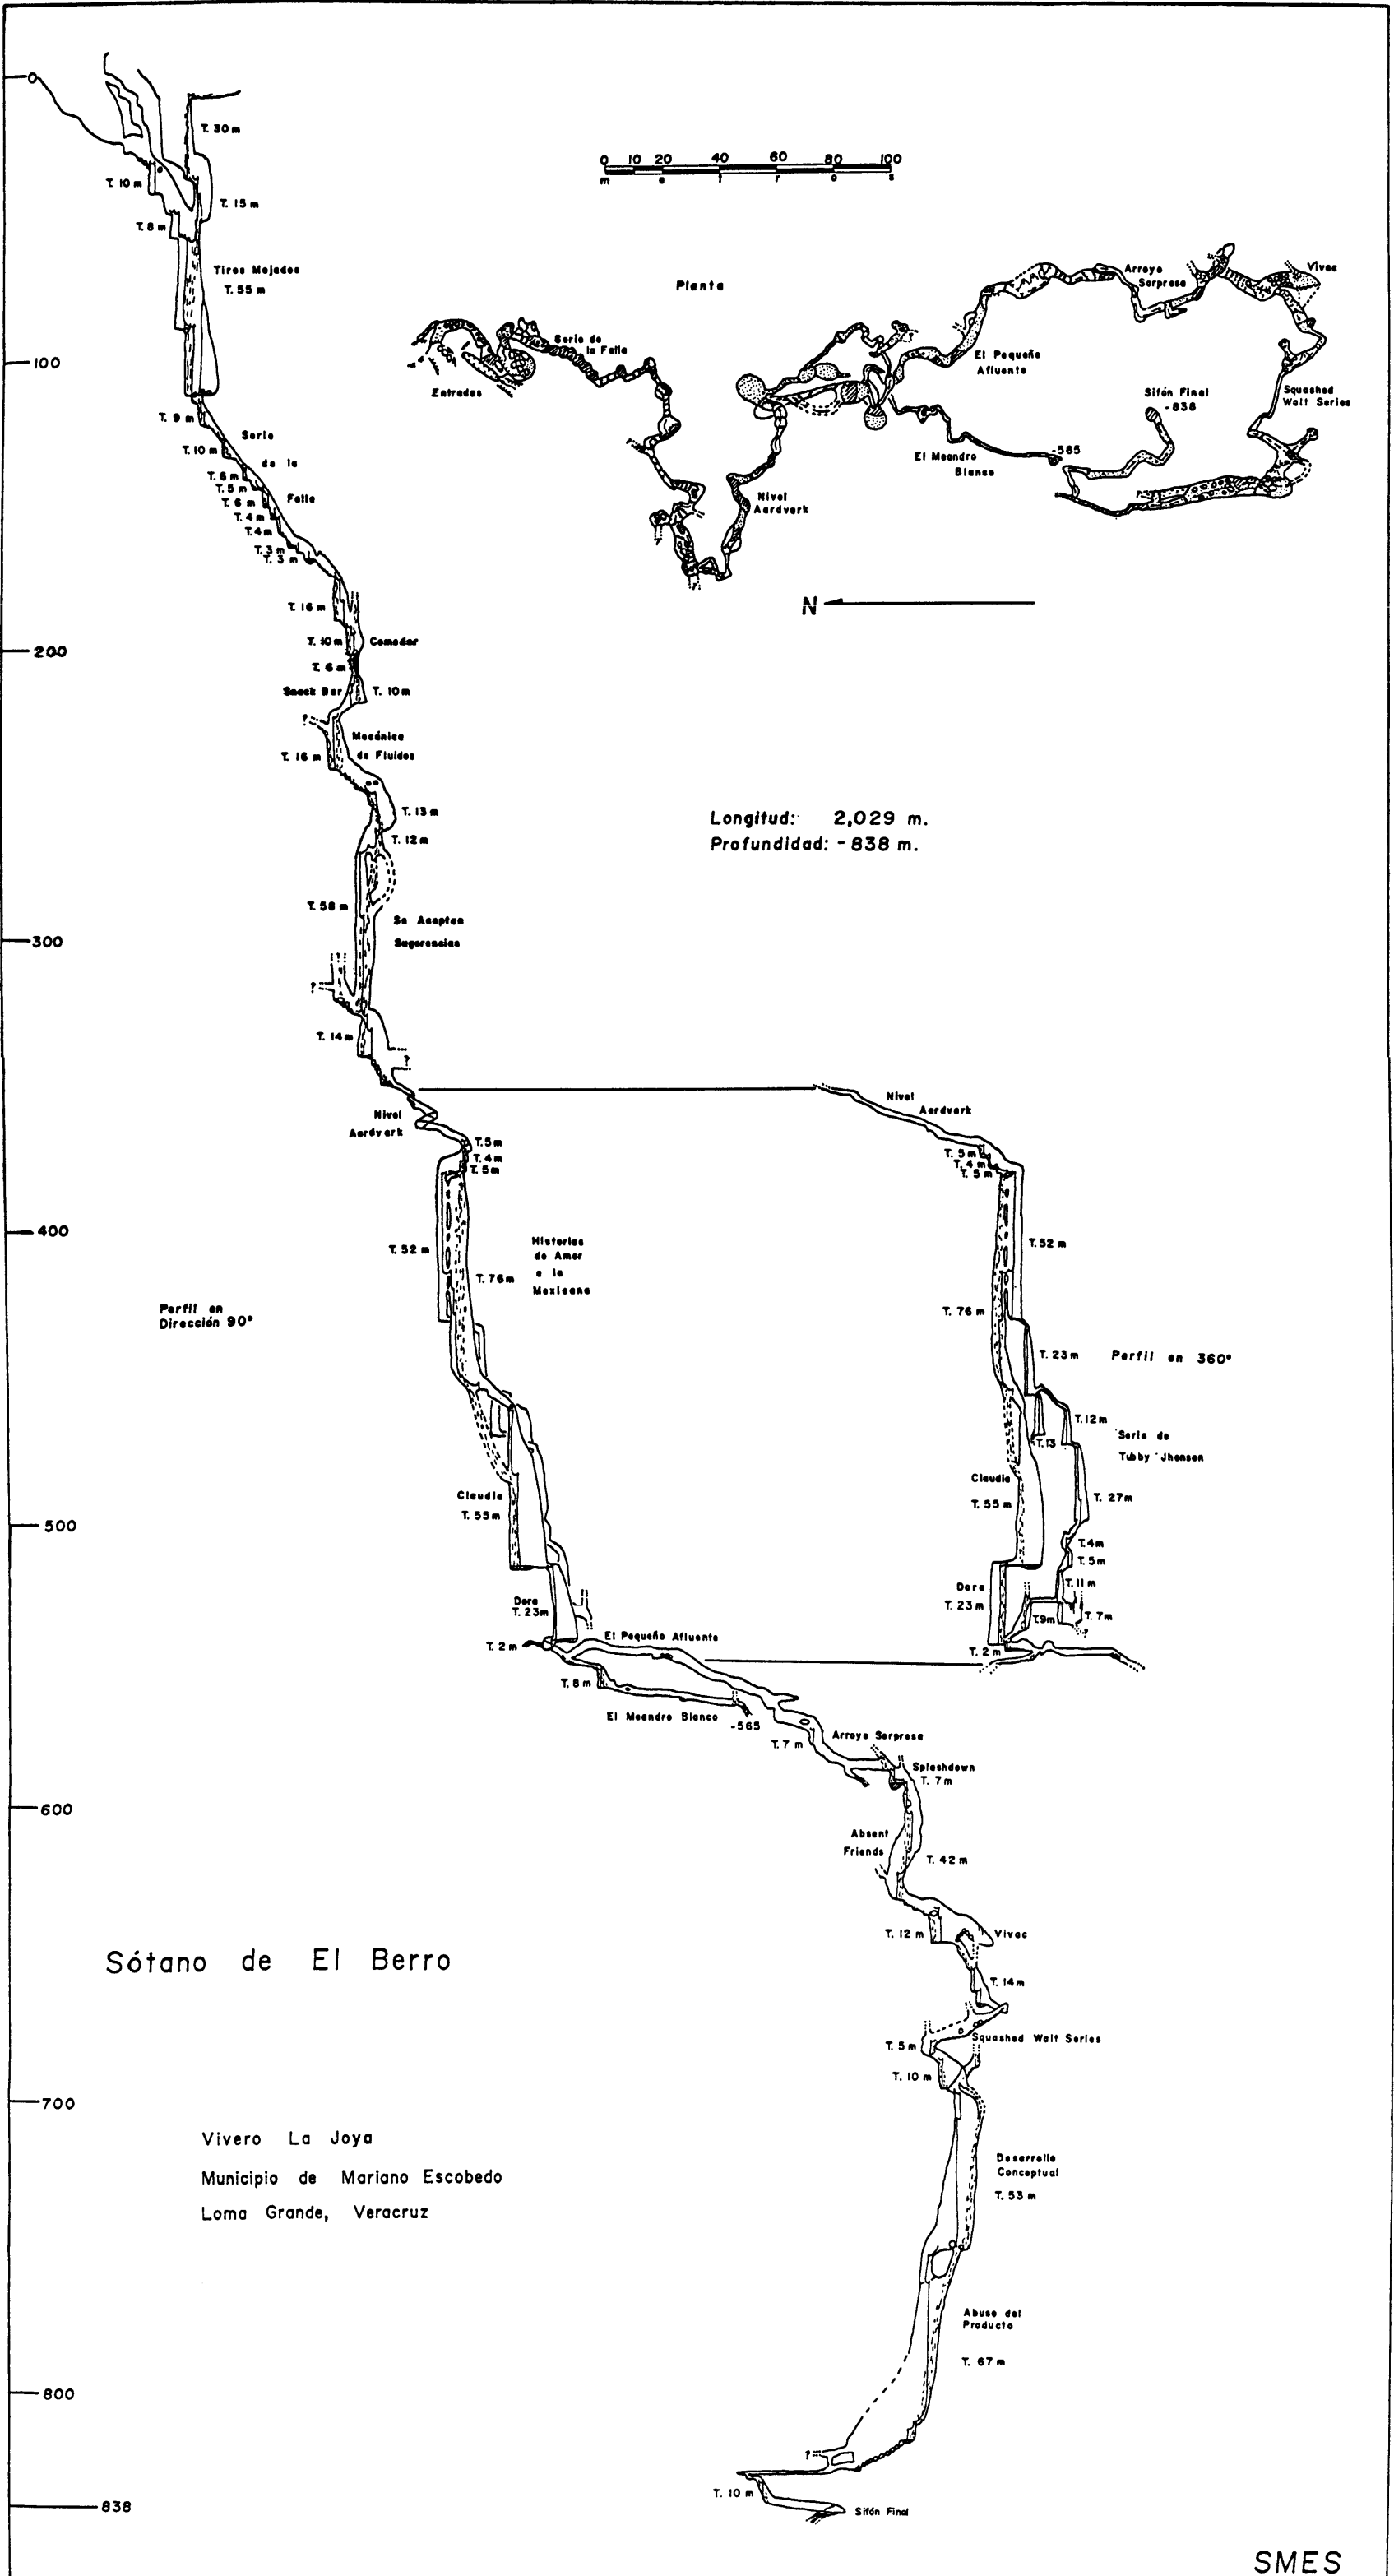 0
T. 30 m
T. 10 m
T. 15 m
T. 8 m
Tiros Mojados
T. 55 m
100
T. 9 m
Serie
de la
Falla
T. 10 m
T. 6 m
T. 5 m
T. 6 m
T. 4 m
T. 4 m
T. 3 m
T. 3 m
T. 16 m
T. 10 m
Comedor
200
T. 6 m
Snack Bar
T. 10 m
?
Mecánica
de Fluidos
T. 16 m
T. 13 m
T. 12 m
T. 58 m
Se Aceptan
Sugerencias
300
?
?
T. 14 m
?
Nivel
Aardvark
T. 5 m
T. 4 m
T. 5 m
400
T. 52 m
T. 76 m
Historias
de Amor
a la
Mexicana
Perfil en
Dirección 90°
Claudia
T. 55 m
500
Dora
T. 23 m
T. 2 m
El Pequeño Afluente
T. 8 m
El Meandro Blanco
-565
T. 7 m
Arroyo Sorpresa
Splashdown
T. 7 m
600
Absent
Friends
T. 42 m
T. 12 m
Vivac
T. 14 m
Squashed Walt Series
T. 5 m
T. 10 m
700
Desarrollo
Conceptual
T. 53 m
Abuso del
Producto
T. 67 m
800
?
T. 10 m
838
Sifón Final
0 10 20 40 60 80 100
m e t r o s
Planta
Entradas
Serie de
la Falla
?
?
?
Nivel
Aardvark
El Pequeño
Afluente
Arroyo
Sorpresa
Vivac
El Meandro
Blanco
-565
Sifón Final
-838
Squashed
Walt Series
N
Longitud: 2,029 m.
Profundidad: -838 m.
Nivel
Aardvark
T. 5 m
T. 4 m
T. 5 m
T. 52 m
T. 76 m
T. 23 m
Perfil en 360°
T. 12 m
T. 13
Serie de
Tubby Jhonson
Claudia
T. 55 m
T. 27 m
T. 4 m
T. 5 m
T. 11 m
Dora
T. 23 m
T. 9m
T. 7 m
?
T. 2 m
Sótano de El Berro
Vivero La Joya
Municipio de Mariano Escobedo
Loma Grande, Veracruz
SMES